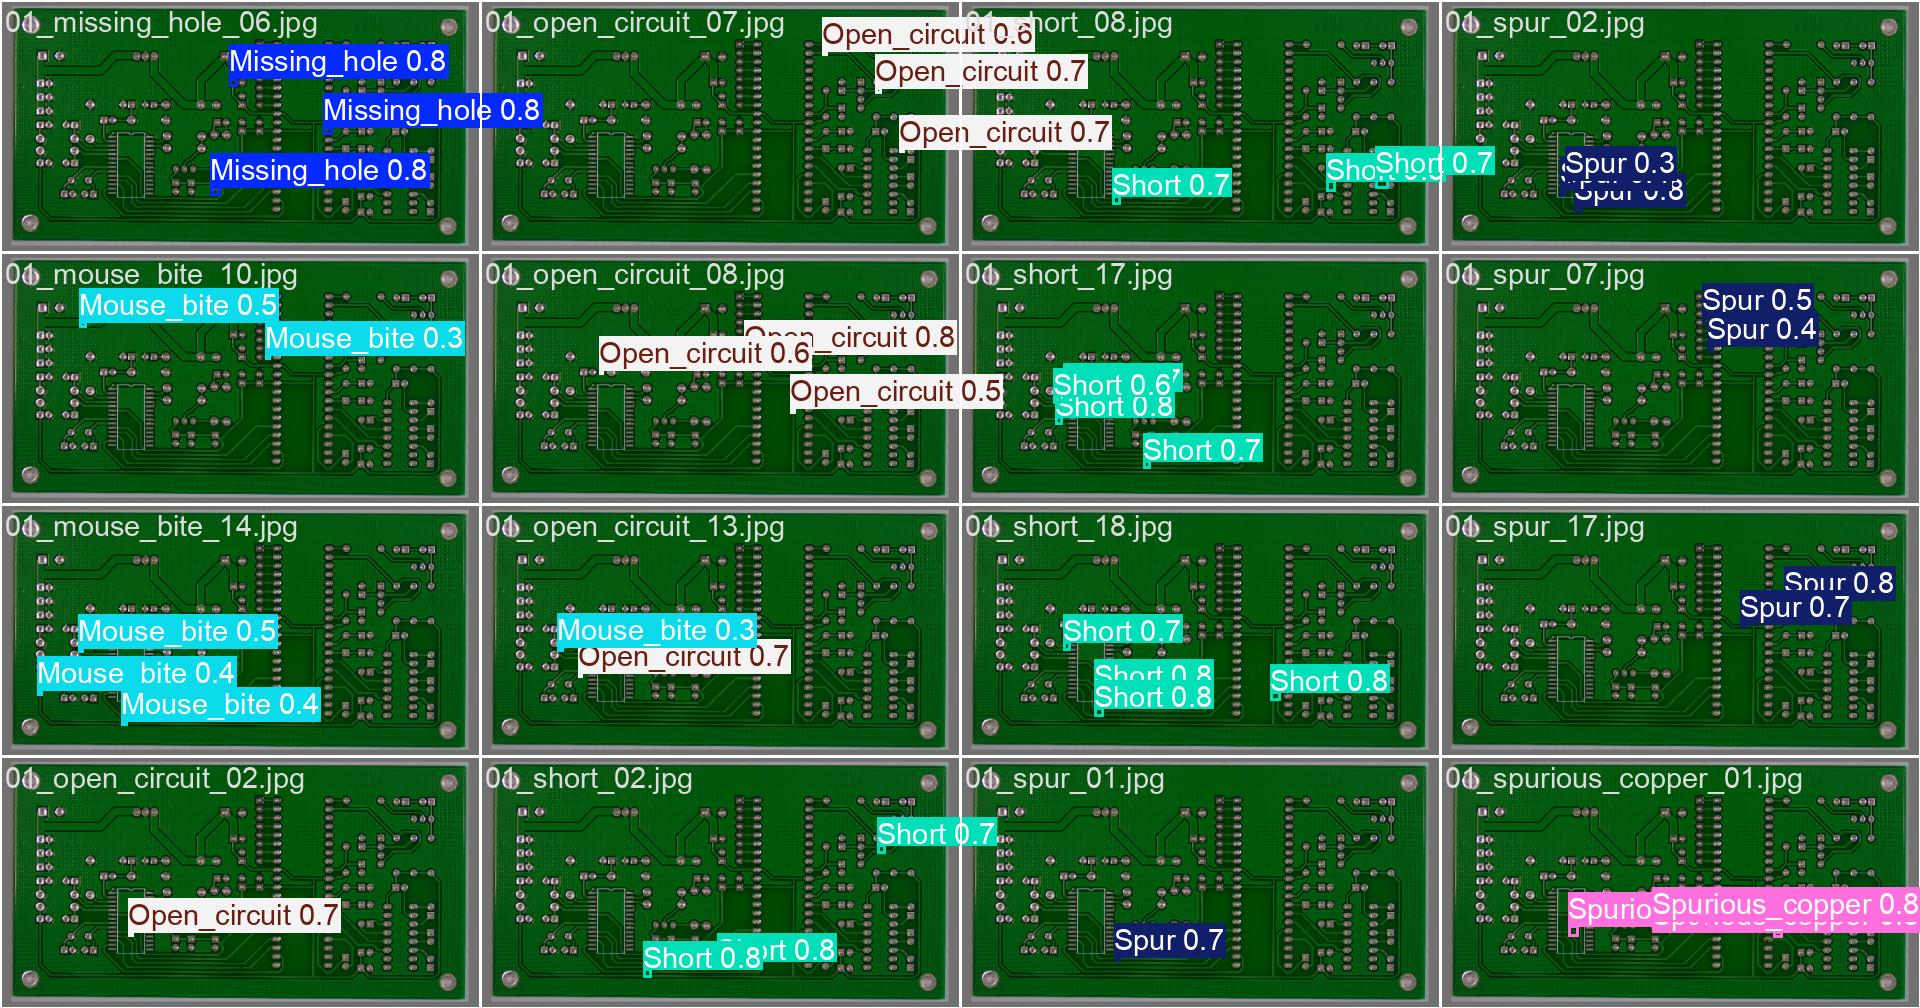 01_missing_hole_06.jpg
Missing_hole 0.8
Missing_hole 0.8
Missing_hole 0.8
01_open_circuit_07.jpg
Open_circuit 0.6
Open_circuit 0.7
Open_circuit 0.7
01_short_08.jpg
Short 0.7
Short 0.7
01_spur_02.jpg
Spur 0.3
Spur 0.8
01_mouse_bite_10.jpg
Mouse_bite 0.5
Mouse_bite 0.3
01_open_circuit_08.jpg
Open_circuit 0.8
Open_circuit 0.6
Open_circuit 0.5
01_short_17.jpg
Short 0.6
Short 0.8
Short 0.7
01_spur_07.jpg
Spur 0.5
Spur 0.4
01_mouse_bite_14.jpg
Mouse_bite 0.5
Mouse_bite 0.4
Mouse_bite 0.4
01_open_circuit_13.jpg
Mouse_bite 0.3
Open_circuit 0.7
01_short_18.jpg
Short 0.7
Short 0.8
Short 0.8
Short 0.8
01_spur_17.jpg
Spur 0.8
Spur 0.7
01_open_circuit_02.jpg
Open_circuit 0.7
01_short_02.jpg
Short 0.7
Short 0.8
Short 0.8
01_spur_01.jpg
Spur 0.7
01_spurious_copper_01.jpg
Spurious_copper 0.8